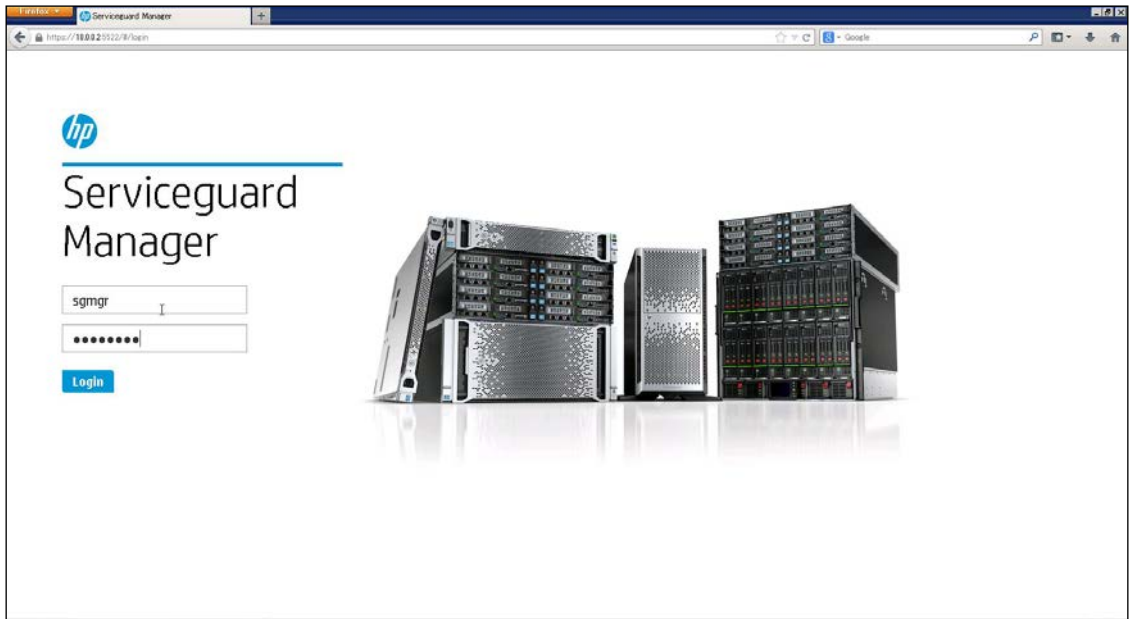 Firefox
Serviceguard Manager
https://10.0.0.2:5522/#/login
Google
hp
Serviceguard
Manager
sgmgr
••••••••
Login